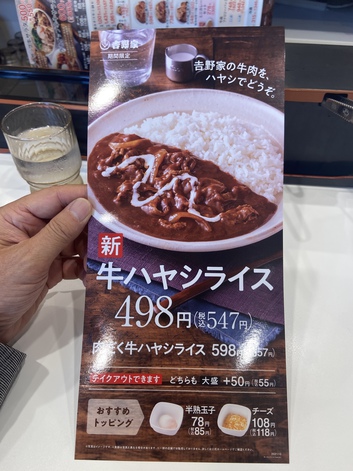 吉野家
期間限定
吉野家の牛肉を、
ハヤシでどうぞ。
新
牛ハヤシライス
498円(税込547円)
肉だく牛ハヤシライス 598円
テイクアウトできます どちらも 大盛 +50円(税込55円)
おすすめ
トッピング
半熟玉子
78円
(税込85円)
チーズ
108円
(税込118円)